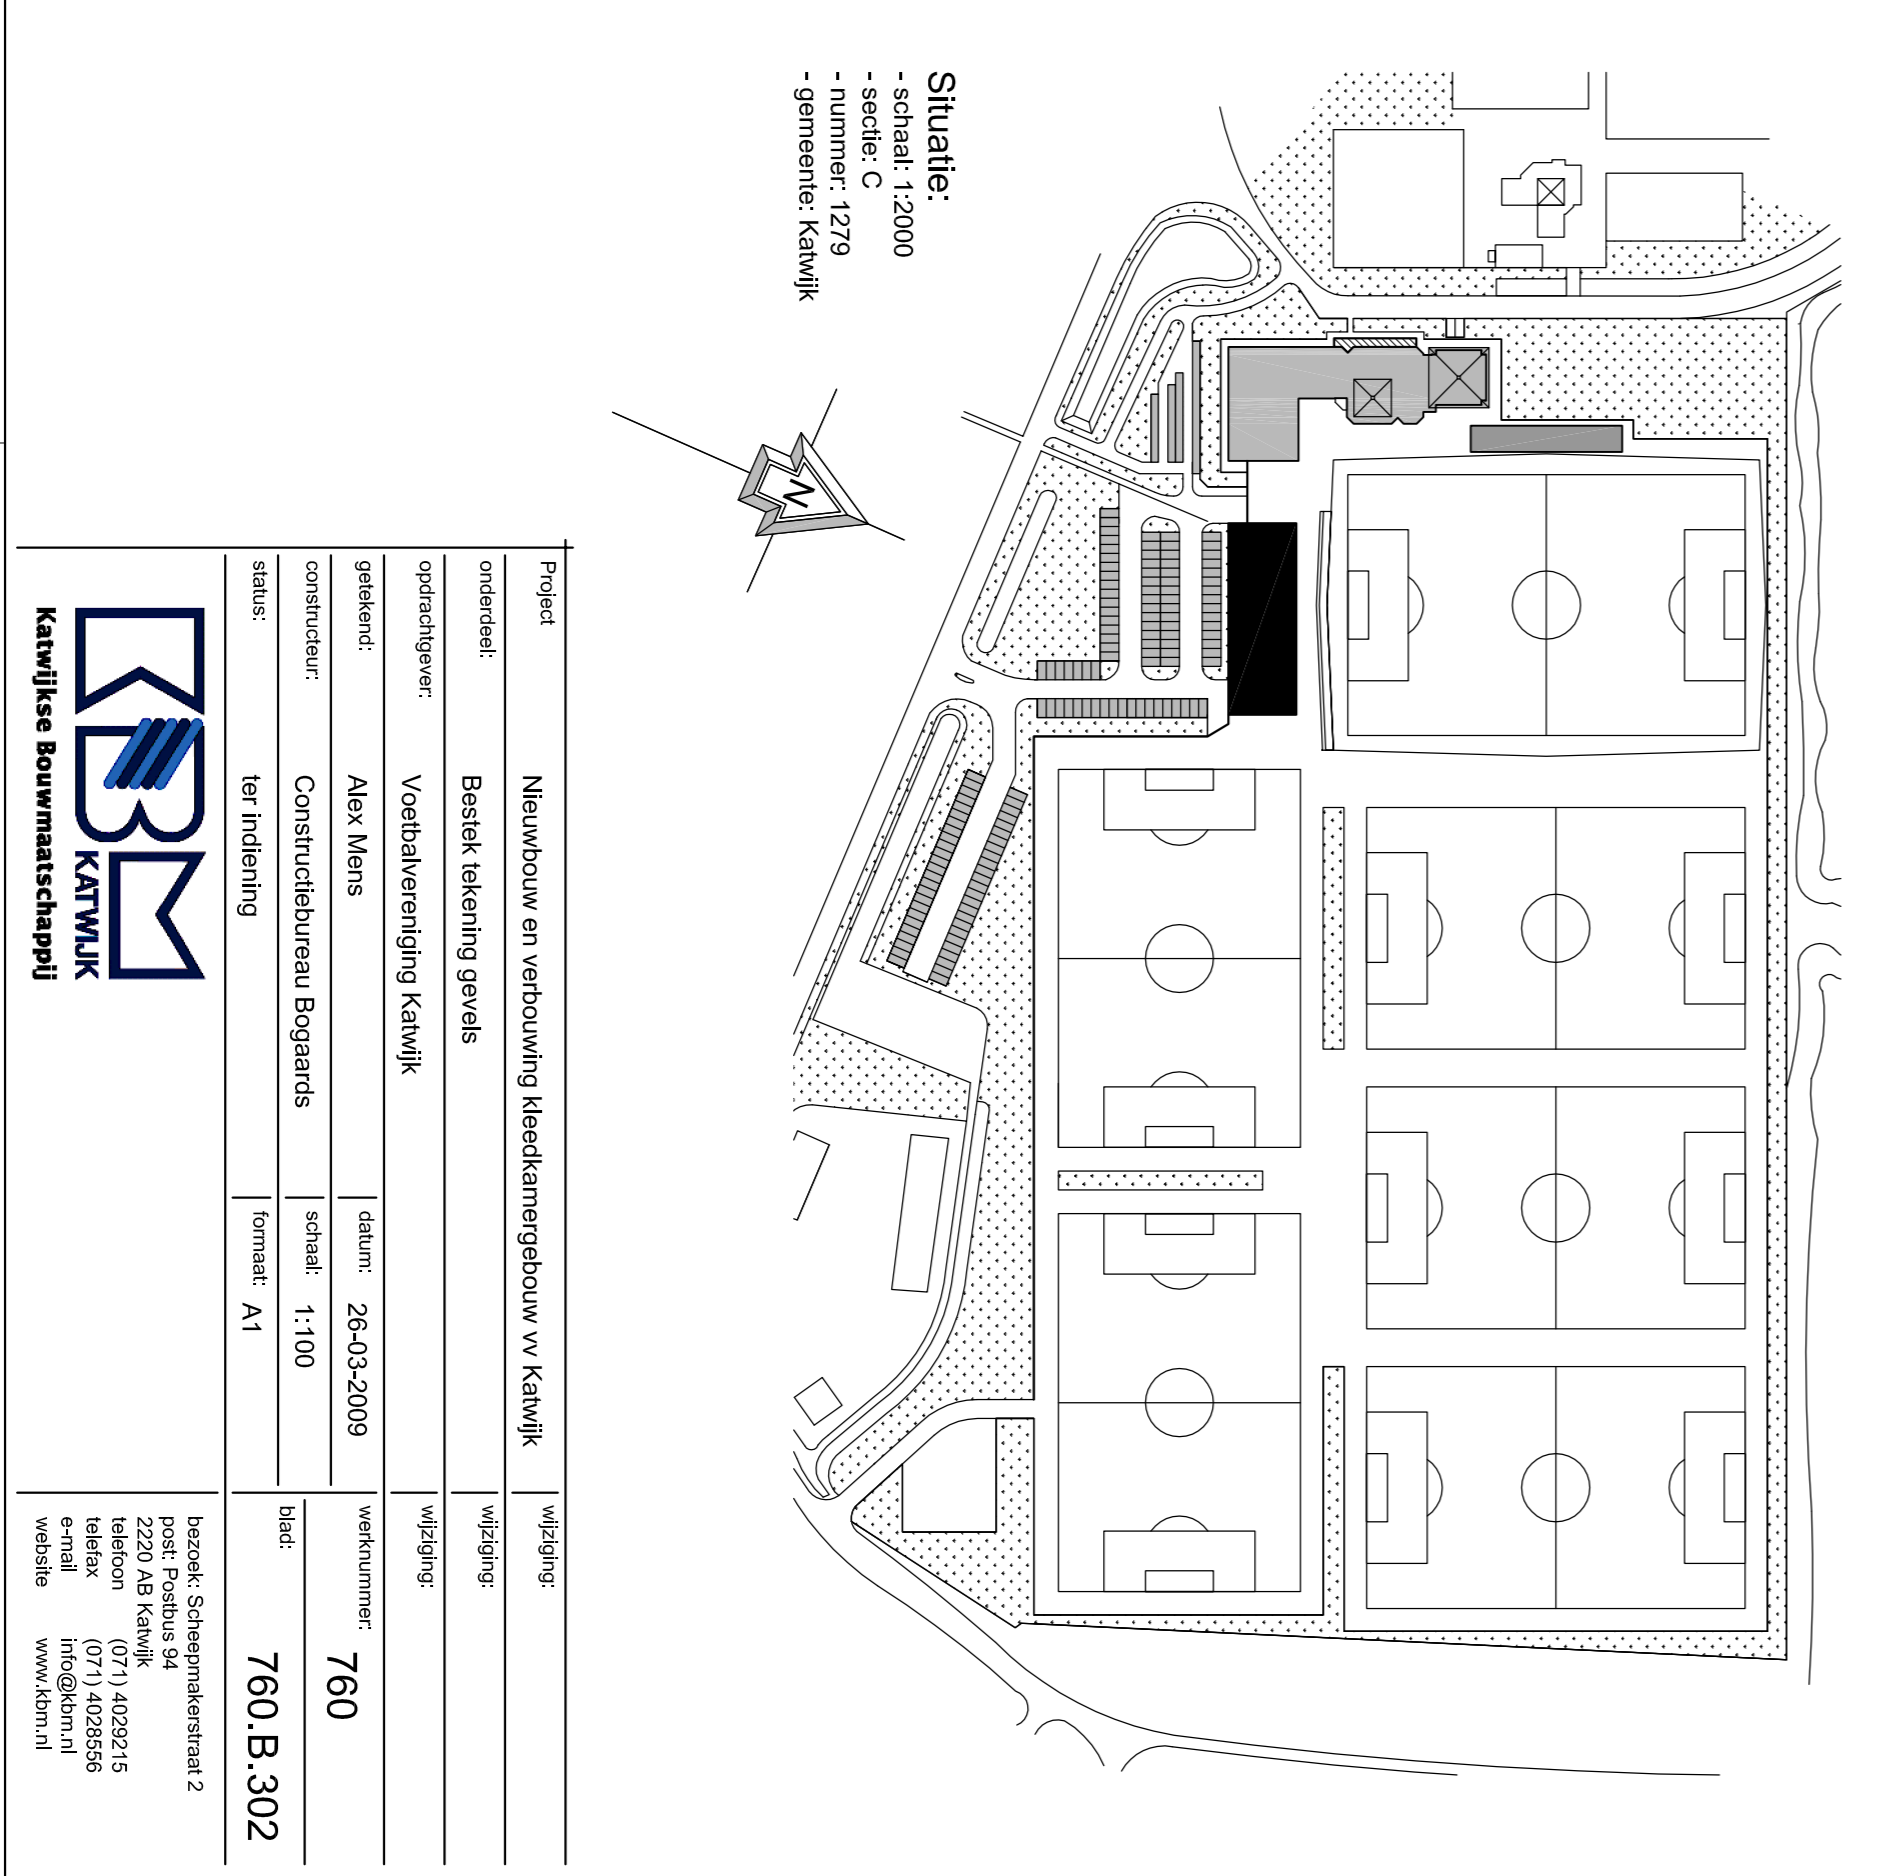 Situatie:
- schaal: 1:2000
- sectie: C
- nummer: 1279
- gemeente: Katwijk
N
Project Nieuwbouw en verbouwing kleedkamergebouw vv Katwijk wijziging:
onderdeel: Bestek tekening gevels wijziging:
opdrachtgever: Voetbalvereniging Katwijk wijziging:
getekend: Alex Mens datum: 26-03-2009 werknummer: 760
constructeur: Constructiebureau Bogaards schaal: 1:100
status: ter indiening formaat: A1 blad: 760.B.302
KBM KATWIJK
Katwijkse Bouwmaatschappij
bezoek: Scheepmakerstraat 2
post: Postbus 94
2220 AB Katwijk
telefoon (071) 4029215
telefax (071) 4028556
e-mail info@kbm.nl
website www.kbm.nl